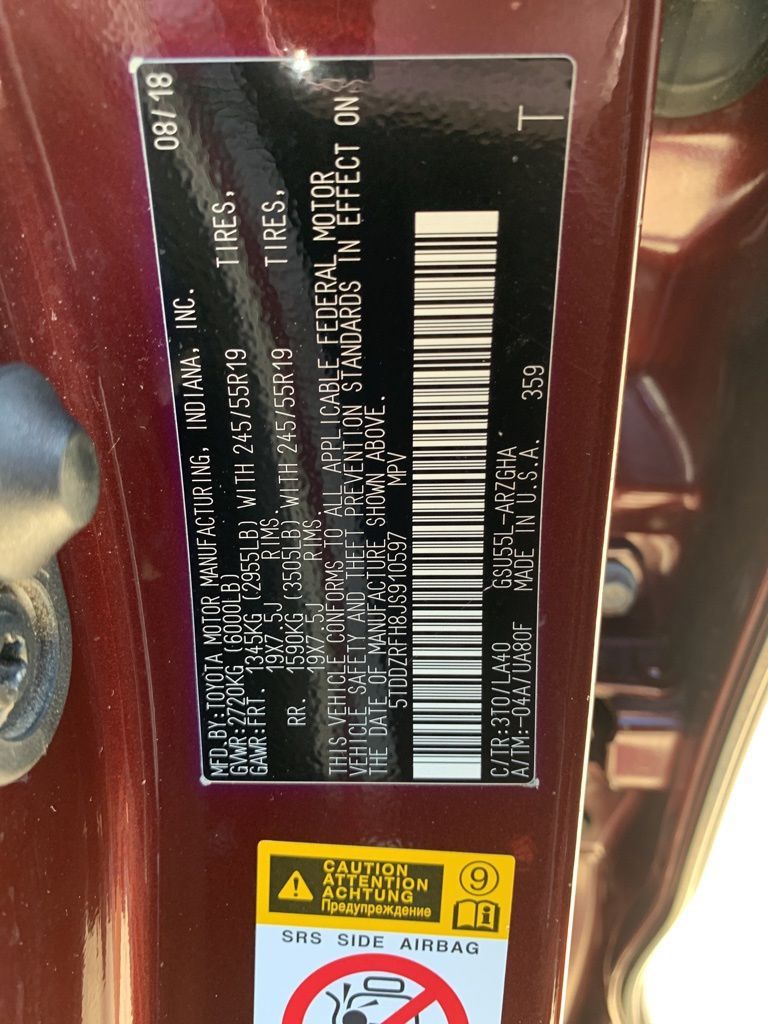 MFD.BY:TOYOTA MOTOR MANUFACTURING, INDIANA, INC. 08/18
GVWR:2720KG (6000LB)
GAWR:FRT. 1345KG (2955LB) WITH 245/55R19 TIRES,
19X7.5J RIMS.
RR. 1590KG (3505LB) WITH 245/55R19 TIRES,
19X7.5J RIMS.
THIS VEHICLE CONFORMS TO ALL APPLICABLE FEDERAL MOTOR
VEHICLE SAFETY AND THEFT PREVENTION STANDARDS IN EFFECT ON
THE DATE OF MANUFACTURE SHOWN ABOVE.
5TDDZRFH8JS910597 MPV
C/TR:3T0/LA40 GSU55L-ARZGHA
A/TM:-04A/UA80F MADE IN U.S.A. 359 T
CAUTION
ATTENTION
ACHTUNG
Предупреждение
9
i
SRS SIDE AIRBAG